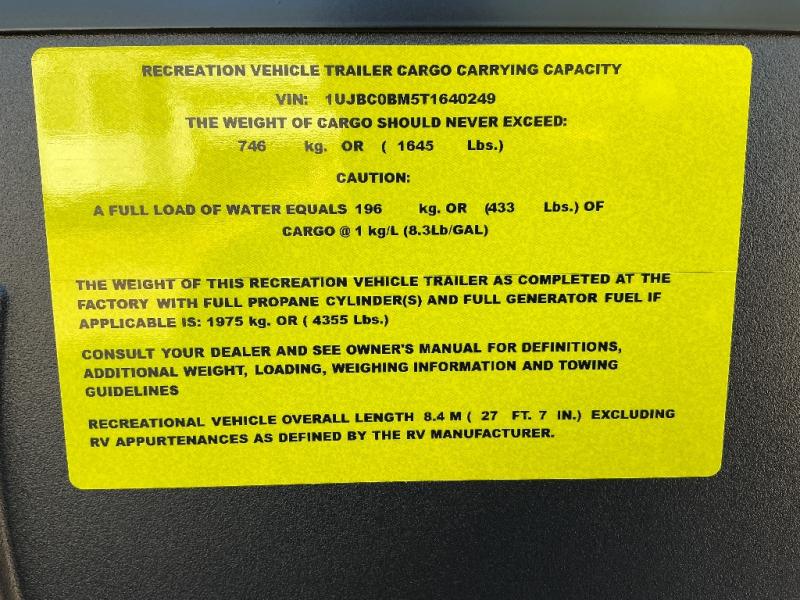 RECREATION VEHICLE TRAILER CARGO CARRYING CAPACITY
VIN: 1UJBC0BM5T1640249
THE WEIGHT OF CARGO SHOULD NEVER EXCEED:
746 kg. OR ( 1645 Lbs.)
CAUTION:
A FULL LOAD OF WATER EQUALS 196 kg. OR (433 Lbs.) OF
CARGO @ 1 kg/L (8.3Lb/GAL)
THE WEIGHT OF THIS RECREATION VEHICLE TRAILER AS COMPLETED AT THE
FACTORY WITH FULL PROPANE CYLINDER(S) AND FULL GENERATOR FUEL IF
APPLICABLE IS: 1975 kg. OR ( 4355 Lbs.)
CONSULT YOUR DEALER AND SEE OWNER'S MANUAL FOR DEFINITIONS,
ADDITIONAL WEIGHT, LOADING, WEIGHING INFORMATION AND TOWING
GUIDELINES
RECREATIONAL VEHICLE OVERALL LENGTH 8.4 M ( 27 FT. 7 IN.) EXCLUDING
RV APPURTENANCES AS DEFINED BY THE RV MANUFACTURER.